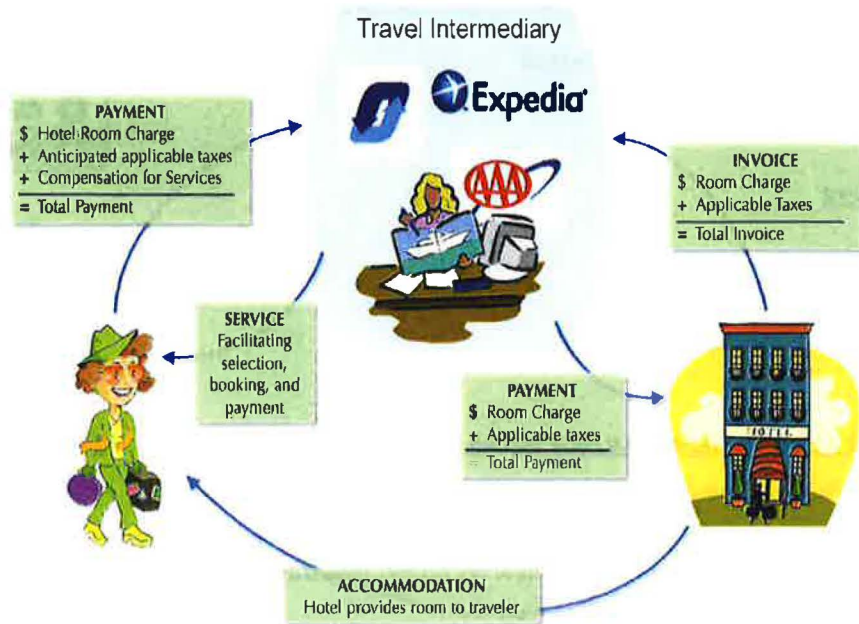 Travel Intermediary
Expedia
AAA
PAYMENT
$ Hotel Room Charge
+ Anticipated applicable taxes
+ Compensation for Services
= Total Payment
INVOICE
$ Room Charge
+ Applicable Taxes
= Total Invoice
SERVICE
Facilitating
selection,
booking, and
payment
PAYMENT
$ Room Charge
+ Applicable taxes
= Total Payment
HOTEL
ACCOMMODATION
Hotel provides room to traveler